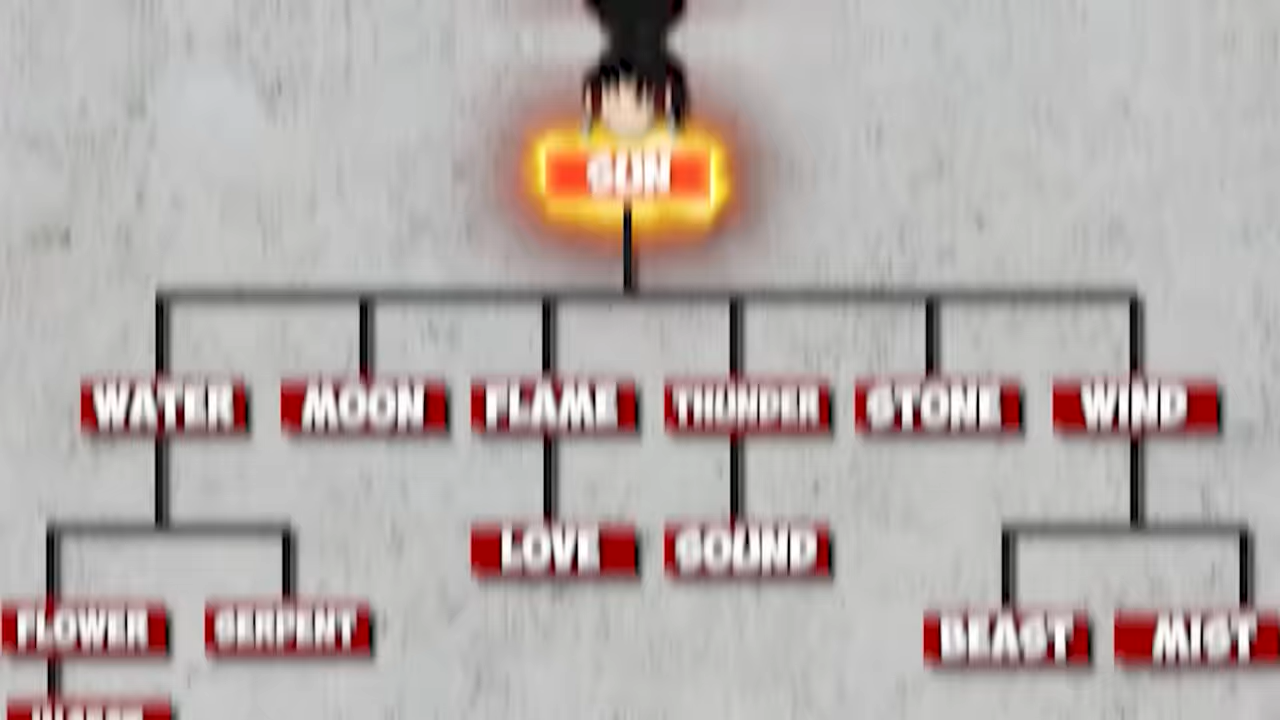 SUN
WATER MOON FLAME THUNDER STONE WIND
LOVE SOUND
FLOWER SERPENT BEAST MIST